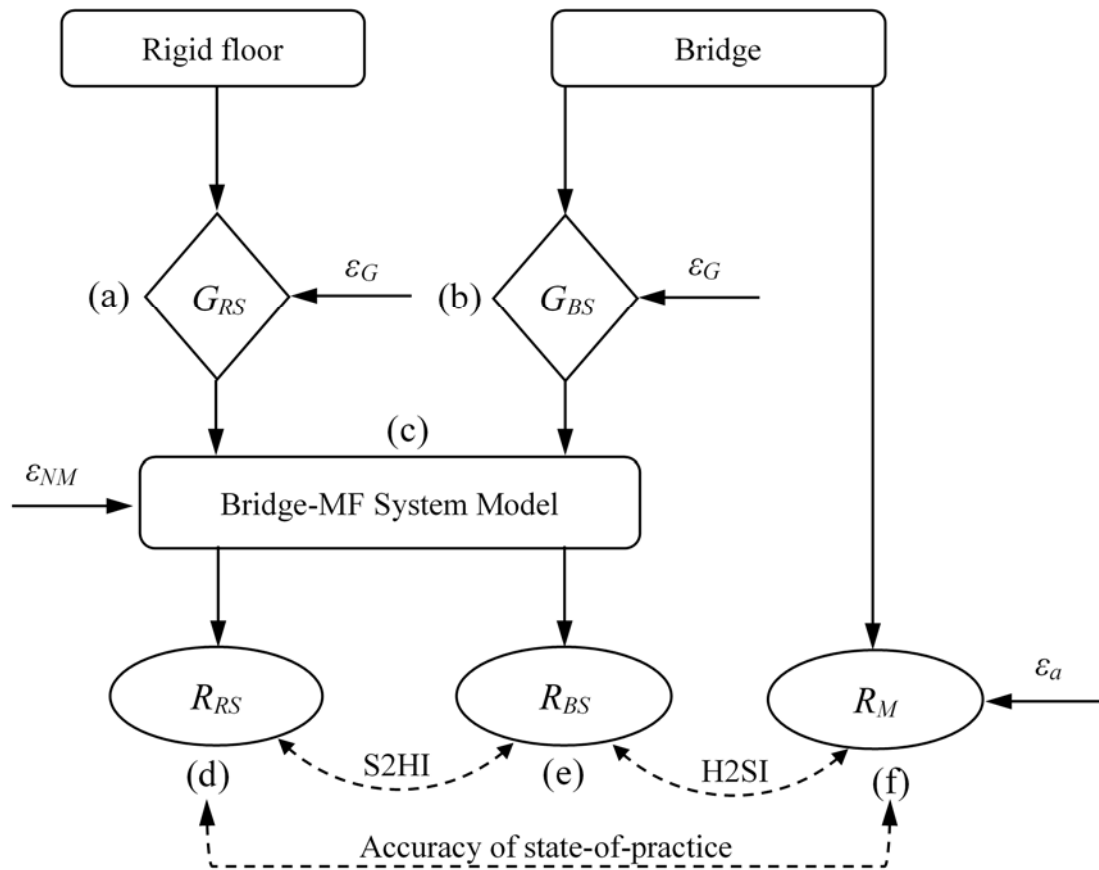 Rigid floor
Bridge
(a)
G_RS
ε_G
(b)
G_BS
ε_G
(c)
ε_NM
Bridge-MF System Model
R_RS
R_BS
R_M
ε_a
(d)
S2HI
(e)
H2SI
(f)
Accuracy of state-of-practice